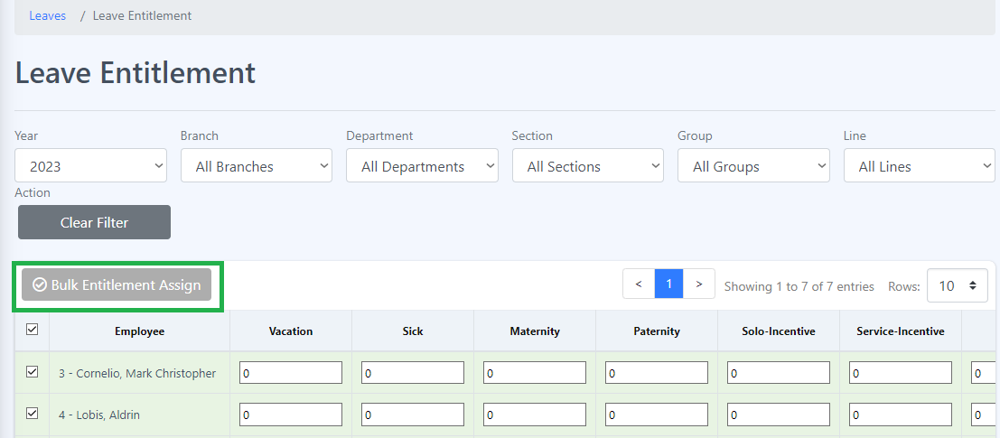 Leaves / Leave Entitlement
Leave Entitlement
Year Branch Department Section Group Line
2023 All Branches All Departments All Sections All Groups All Lines
Action
Clear Filter
Bulk Entitlement Assign < 1 > Showing 1 to 7 of 7 entries Rows: 10
Employee Vacation Sick Maternity Paternity Solo-Incentive Service-Incentive
3 - Cornelio, Mark Christopher 0 0 0 0 0 0 0
4 - Lobis, Aldrin 0 0 0 0 0 0 0